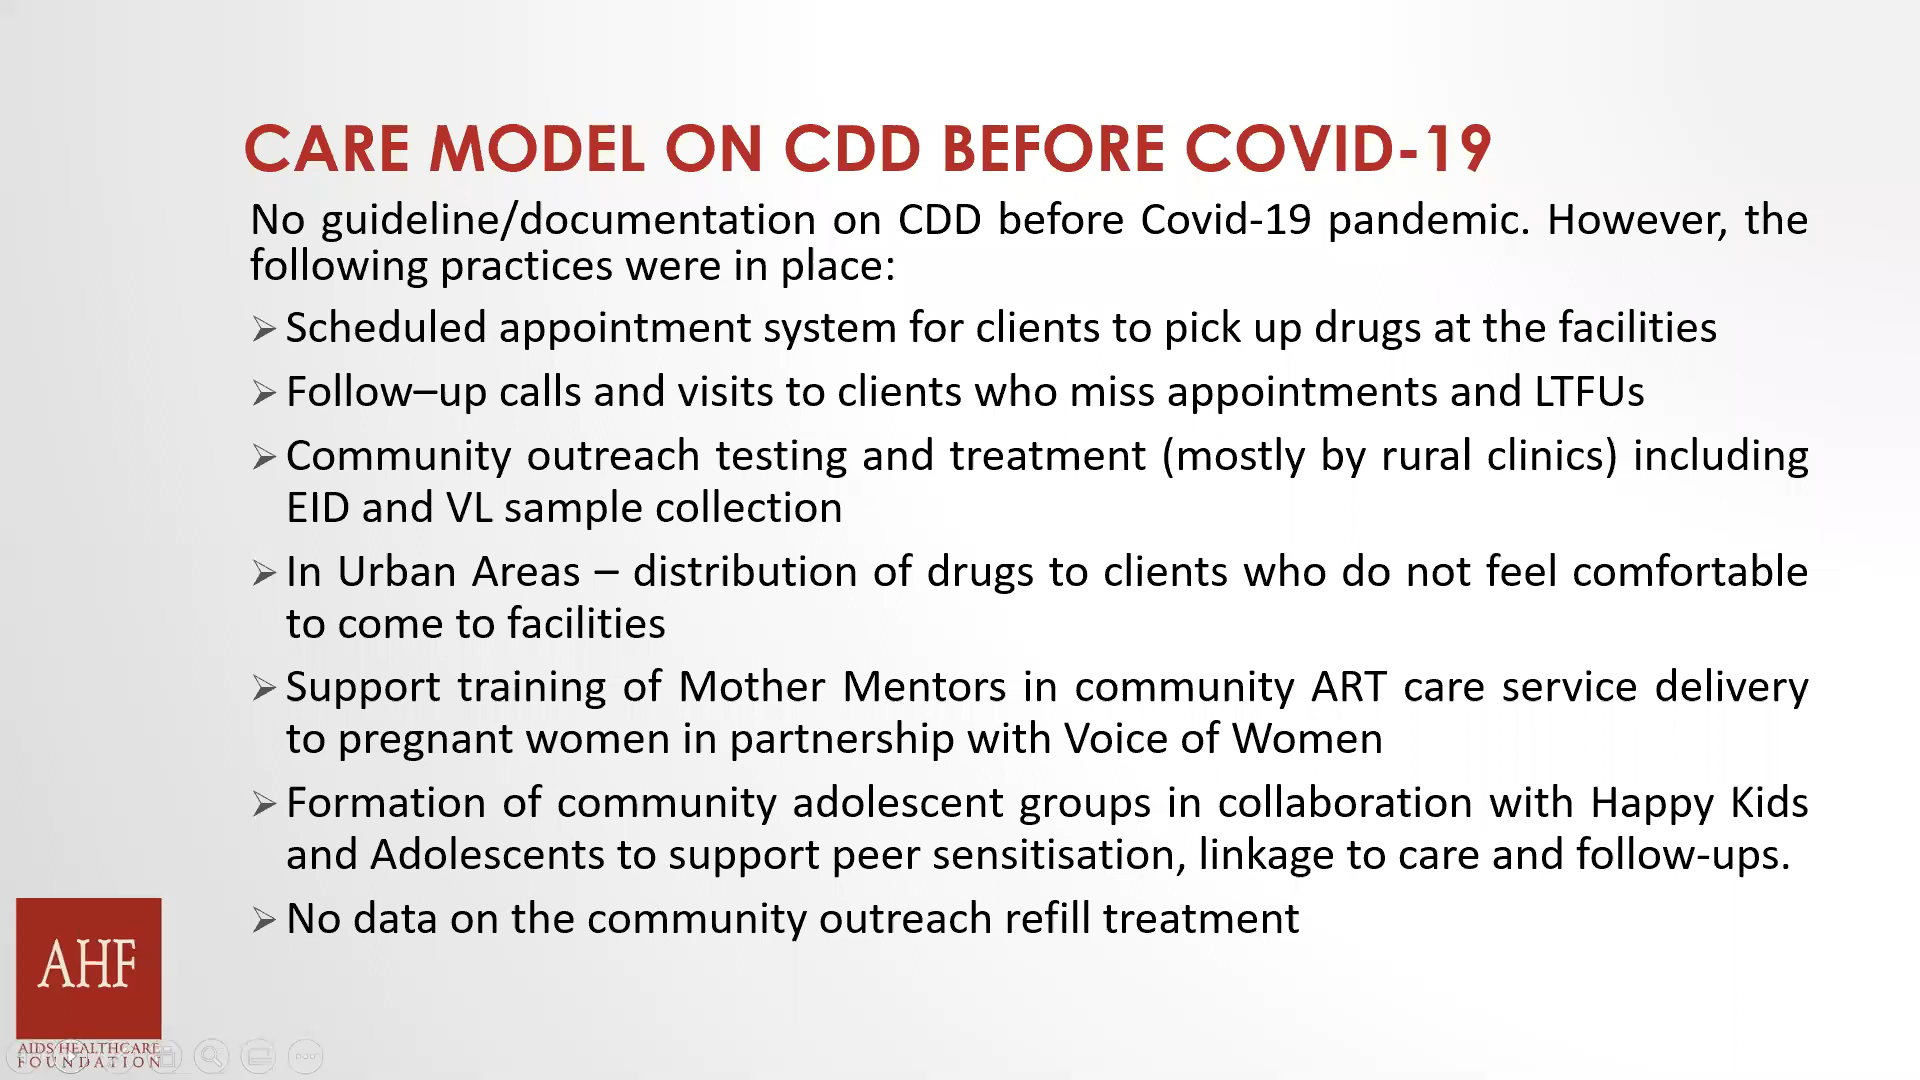 CARE MODEL ON CDD BEFORE COVID-19
No guideline/documentation on CDD before Covid-19 pandemic. However, the
following practices were in place:
Scheduled appointment system for clients to pick up drugs at the facilities
Follow–up calls and visits to clients who miss appointments and LTFUs
Community outreach testing and treatment (mostly by rural clinics) including
EID and VL sample collection
In Urban Areas – distribution of drugs to clients who do not feel comfortable
to come to facilities
Support training of Mother Mentors in community ART care service delivery
to pregnant women in partnership with Voice of Women
Formation of community adolescent groups in collaboration with Happy Kids
and Adolescents to support peer sensitisation, linkage to care and follow-ups.
No data on the community outreach refill treatment
AHF
AIDS HEALTHCARE
FOUNDATION